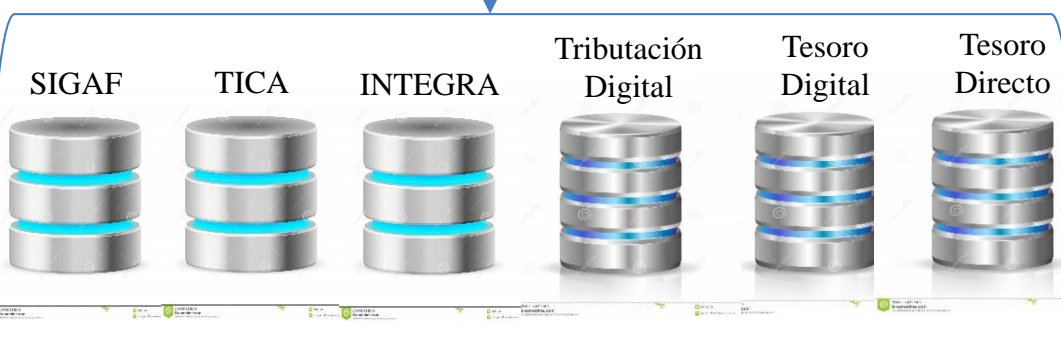 SIGAF
TICA
INTEGRA
Tributación
Digital
Tesoro
Digital
Tesoro
Directo